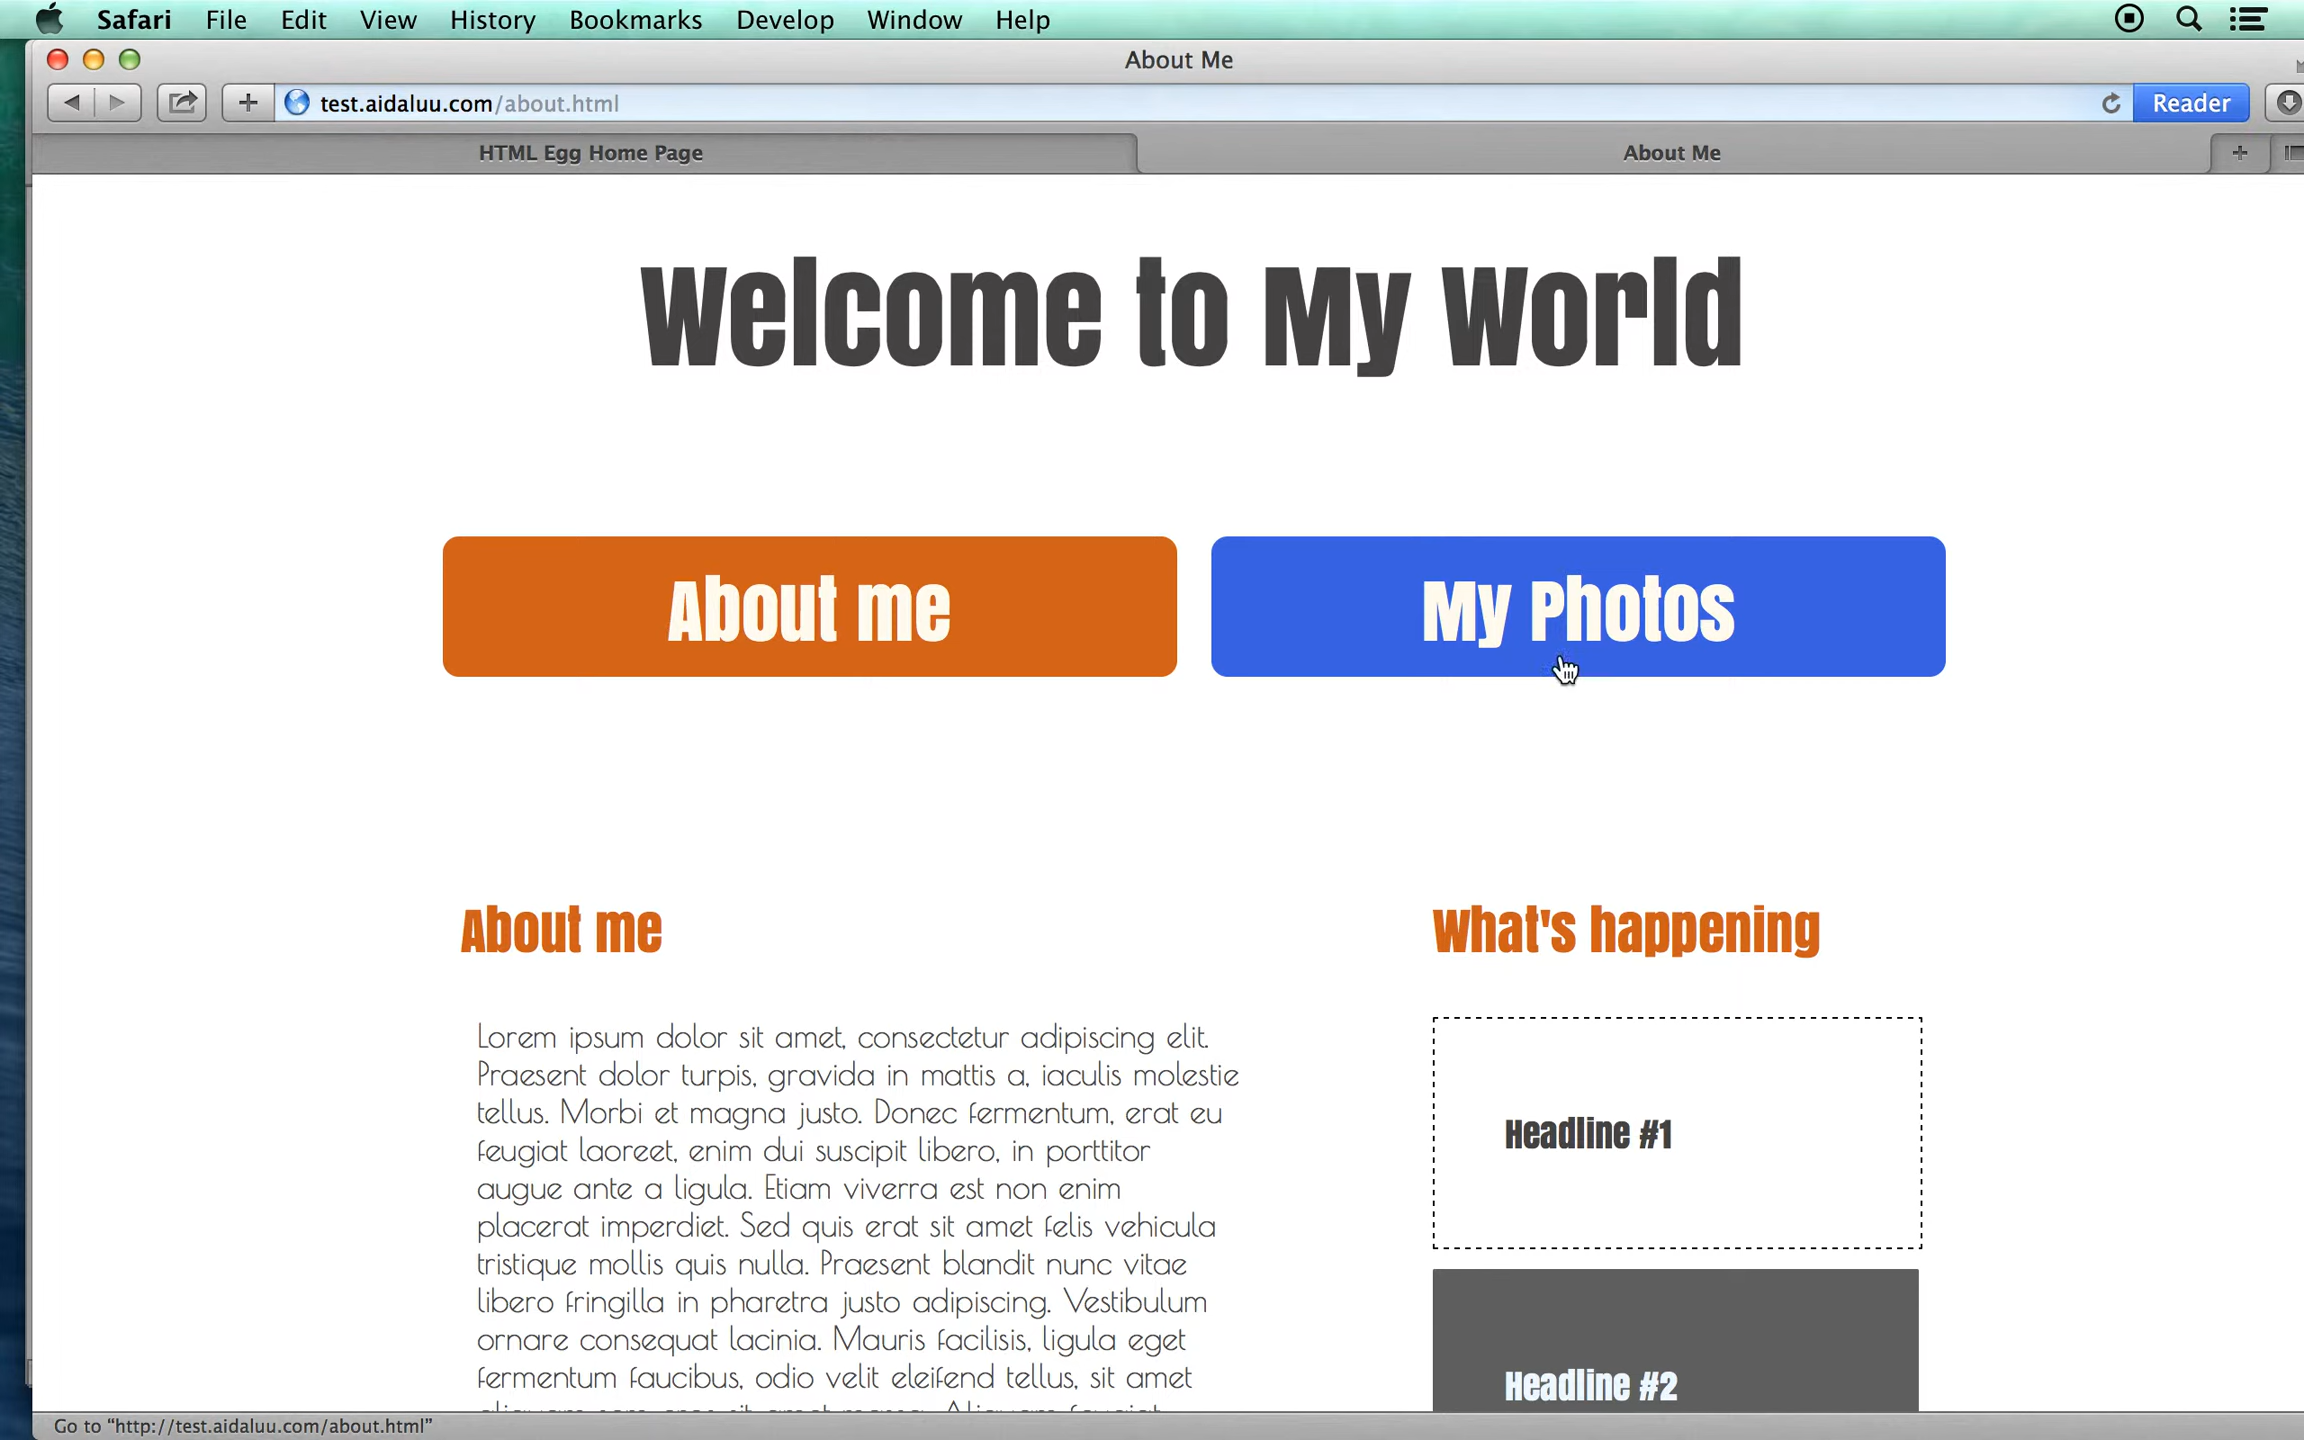 Safari File Edit View History Bookmarks Develop Window Help
About Me
test.aidaluu.com/about.html
Reader
HTML Egg Home Page
About Me
Welcome to My World
About me
My Photos
About me
Lorem ipsum dolor sit amet, consectetur adipiscing elit.
Praesent dolor turpis, gravida in mattis a, iaculis molestie
tellus. Morbi et magna justo. Donec fermentum, erat eu
feugiat laoreet, enim dui suscipit libero, in porttitor
augue ante a ligula. Etiam viverra est non enim
placerat imperdiet. Sed quis erat sit amet felis vehicula
tristique mollis quis nulla. Praesent blandit nunc vitae
libero fringilla in pharetra justo adipiscing. Vestibulum
ornare consequat lacinia. Mauris facilisis, ligula eget
fermentum faucibus, odio velit eleifend tellus, sit amet
What's happening
Headline #1
Headline #2
Go to “http://test.aidaluu.com/about.html”